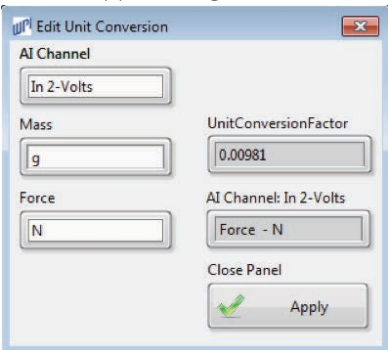 WPI Edit Unit Conversion
AI Channel
In 2-Volts
Mass
UnitConversionFactor
g
0.00981
Force
AI Channel: In 2-Volts
N
Force - N
Close Panel
Apply